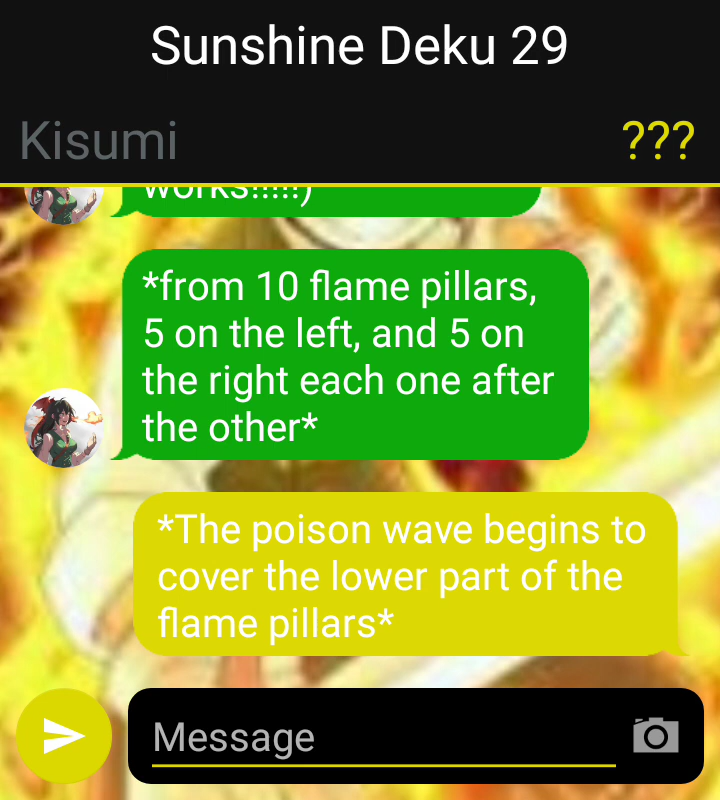 Sunshine Deku 29
Kisumi
???
works!!!!!)
*from 10 flame pillars,
5 on the left, and 5 on
the right each one after
the other*
*The poison wave begins to
cover the lower part of the
flame pillars*
Message